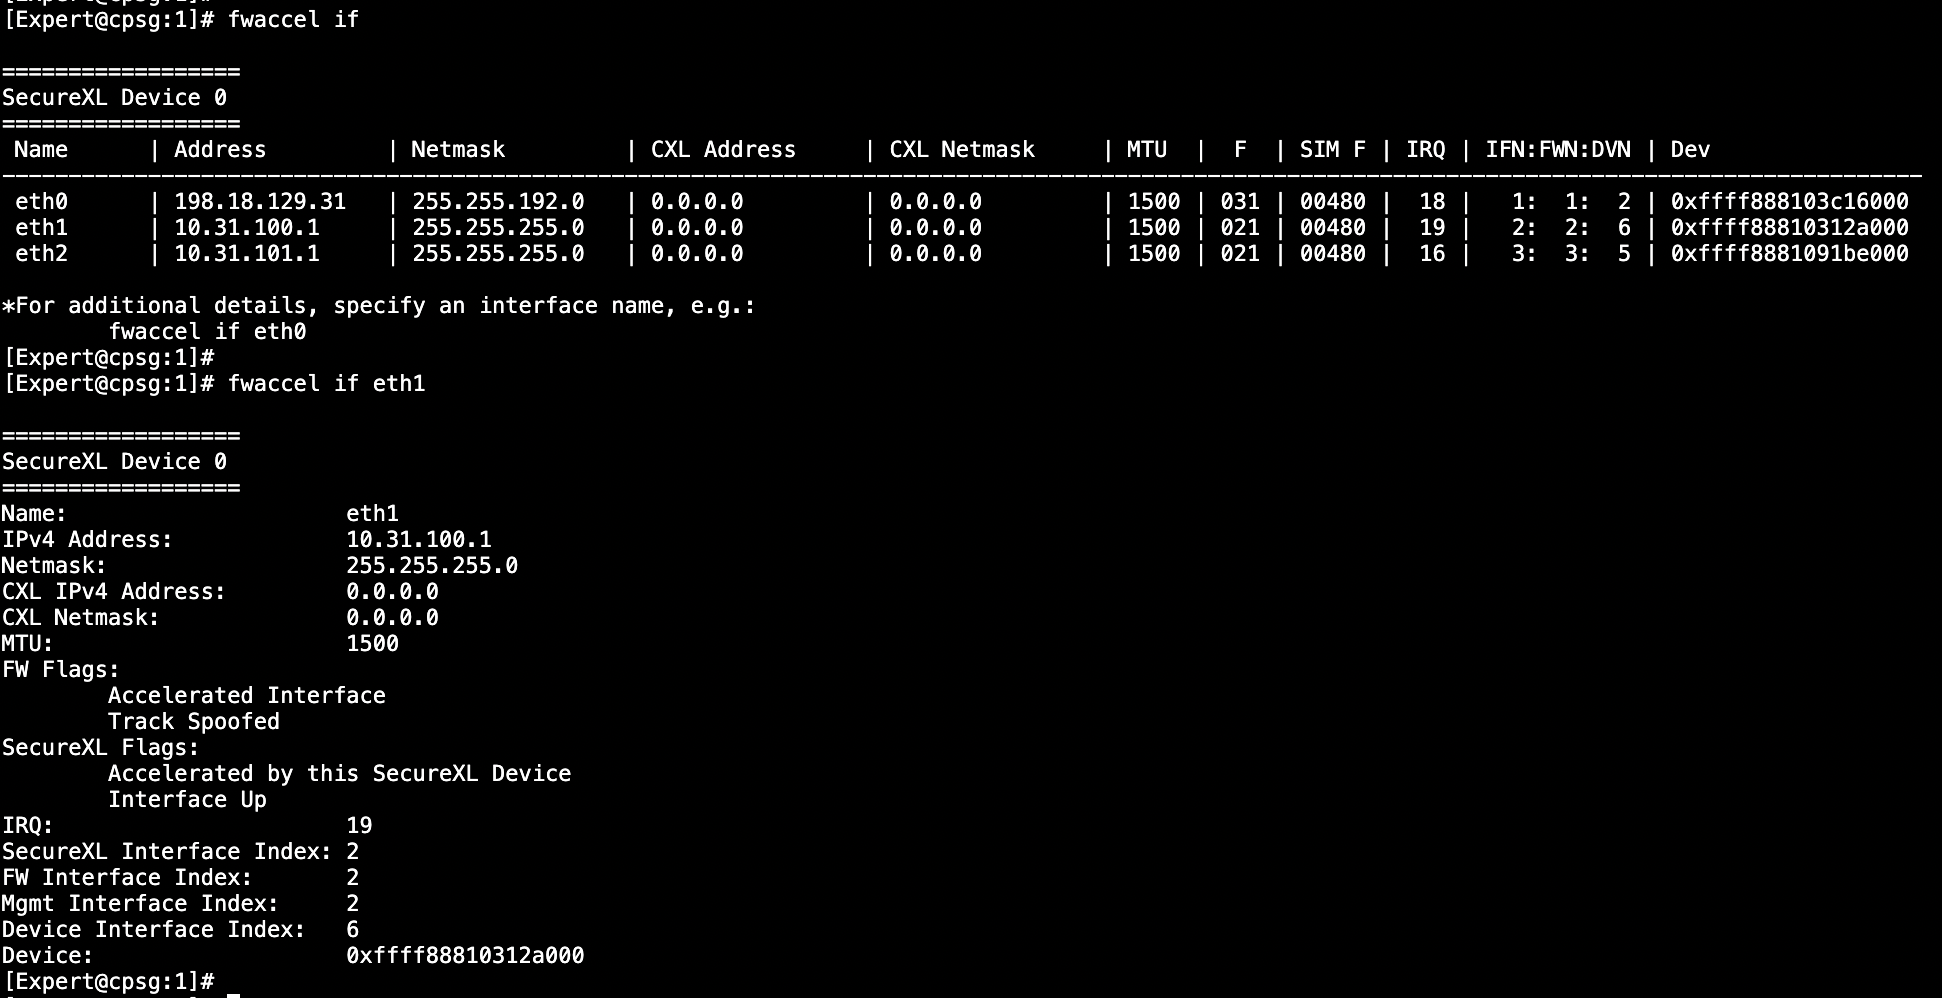 [Expert@cpsg:1]#
[Expert@cpsg:1]# fwaccel if
==================
SecureXL Device 0
==================
Name | Address | Netmask | CXL Address | CXL Netmask | MTU | F | SIM F | IRQ | IFN:FWN:DVN | Dev
-------------------------------------------------------------------------------------------------------------------------------------------------
eth0 | 198.18.129.31 | 255.255.192.0 | 0.0.0.0 | 0.0.0.0 | 1500 | 031 | 00480 | 18 | 1: 1: 2 | 0xffff888103c16000
eth1 | 10.31.100.1 | 255.255.255.0 | 0.0.0.0 | 0.0.0.0 | 1500 | 021 | 00480 | 19 | 2: 2: 6 | 0xffff88810312a000
eth2 | 10.31.101.1 | 255.255.255.0 | 0.0.0.0 | 0.0.0.0 | 1500 | 021 | 00480 | 16 | 3: 3: 5 | 0xffff8881091be000
*For additional details, specify an interface name, e.g.:
fwaccel if eth0
[Expert@cpsg:1]#
[Expert@cpsg:1]# fwaccel if eth1
==================
SecureXL Device 0
==================
Name: eth1
IPv4 Address: 10.31.100.1
Netmask: 255.255.255.0
CXL IPv4 Address: 0.0.0.0
CXL Netmask: 0.0.0.0
MTU: 1500
FW Flags:
Accelerated Interface
Track Spoofed
SecureXL Flags:
Accelerated by this SecureXL Device
Interface Up
IRQ: 19
SecureXL Interface Index: 2
FW Interface Index: 2
Mgmt Interface Index: 2
Device Interface Index: 6
Device: 0xffff88810312a000
[Expert@cpsg:1]#